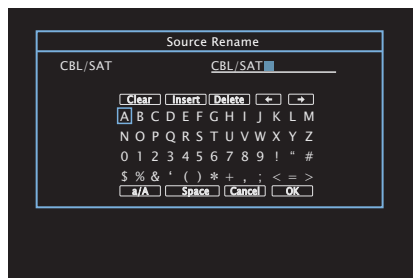 Source Rename
CBL/SAT CBL/SAT
Clear Insert Delete ← →
A B C D E F G H I J K L M
N O P Q R S T U V W X Y Z
0 1 2 3 4 5 6 7 8 9 ! “ #
$ % & ‘ ( ) * + , ; < = >
a/A Space Cancel OK